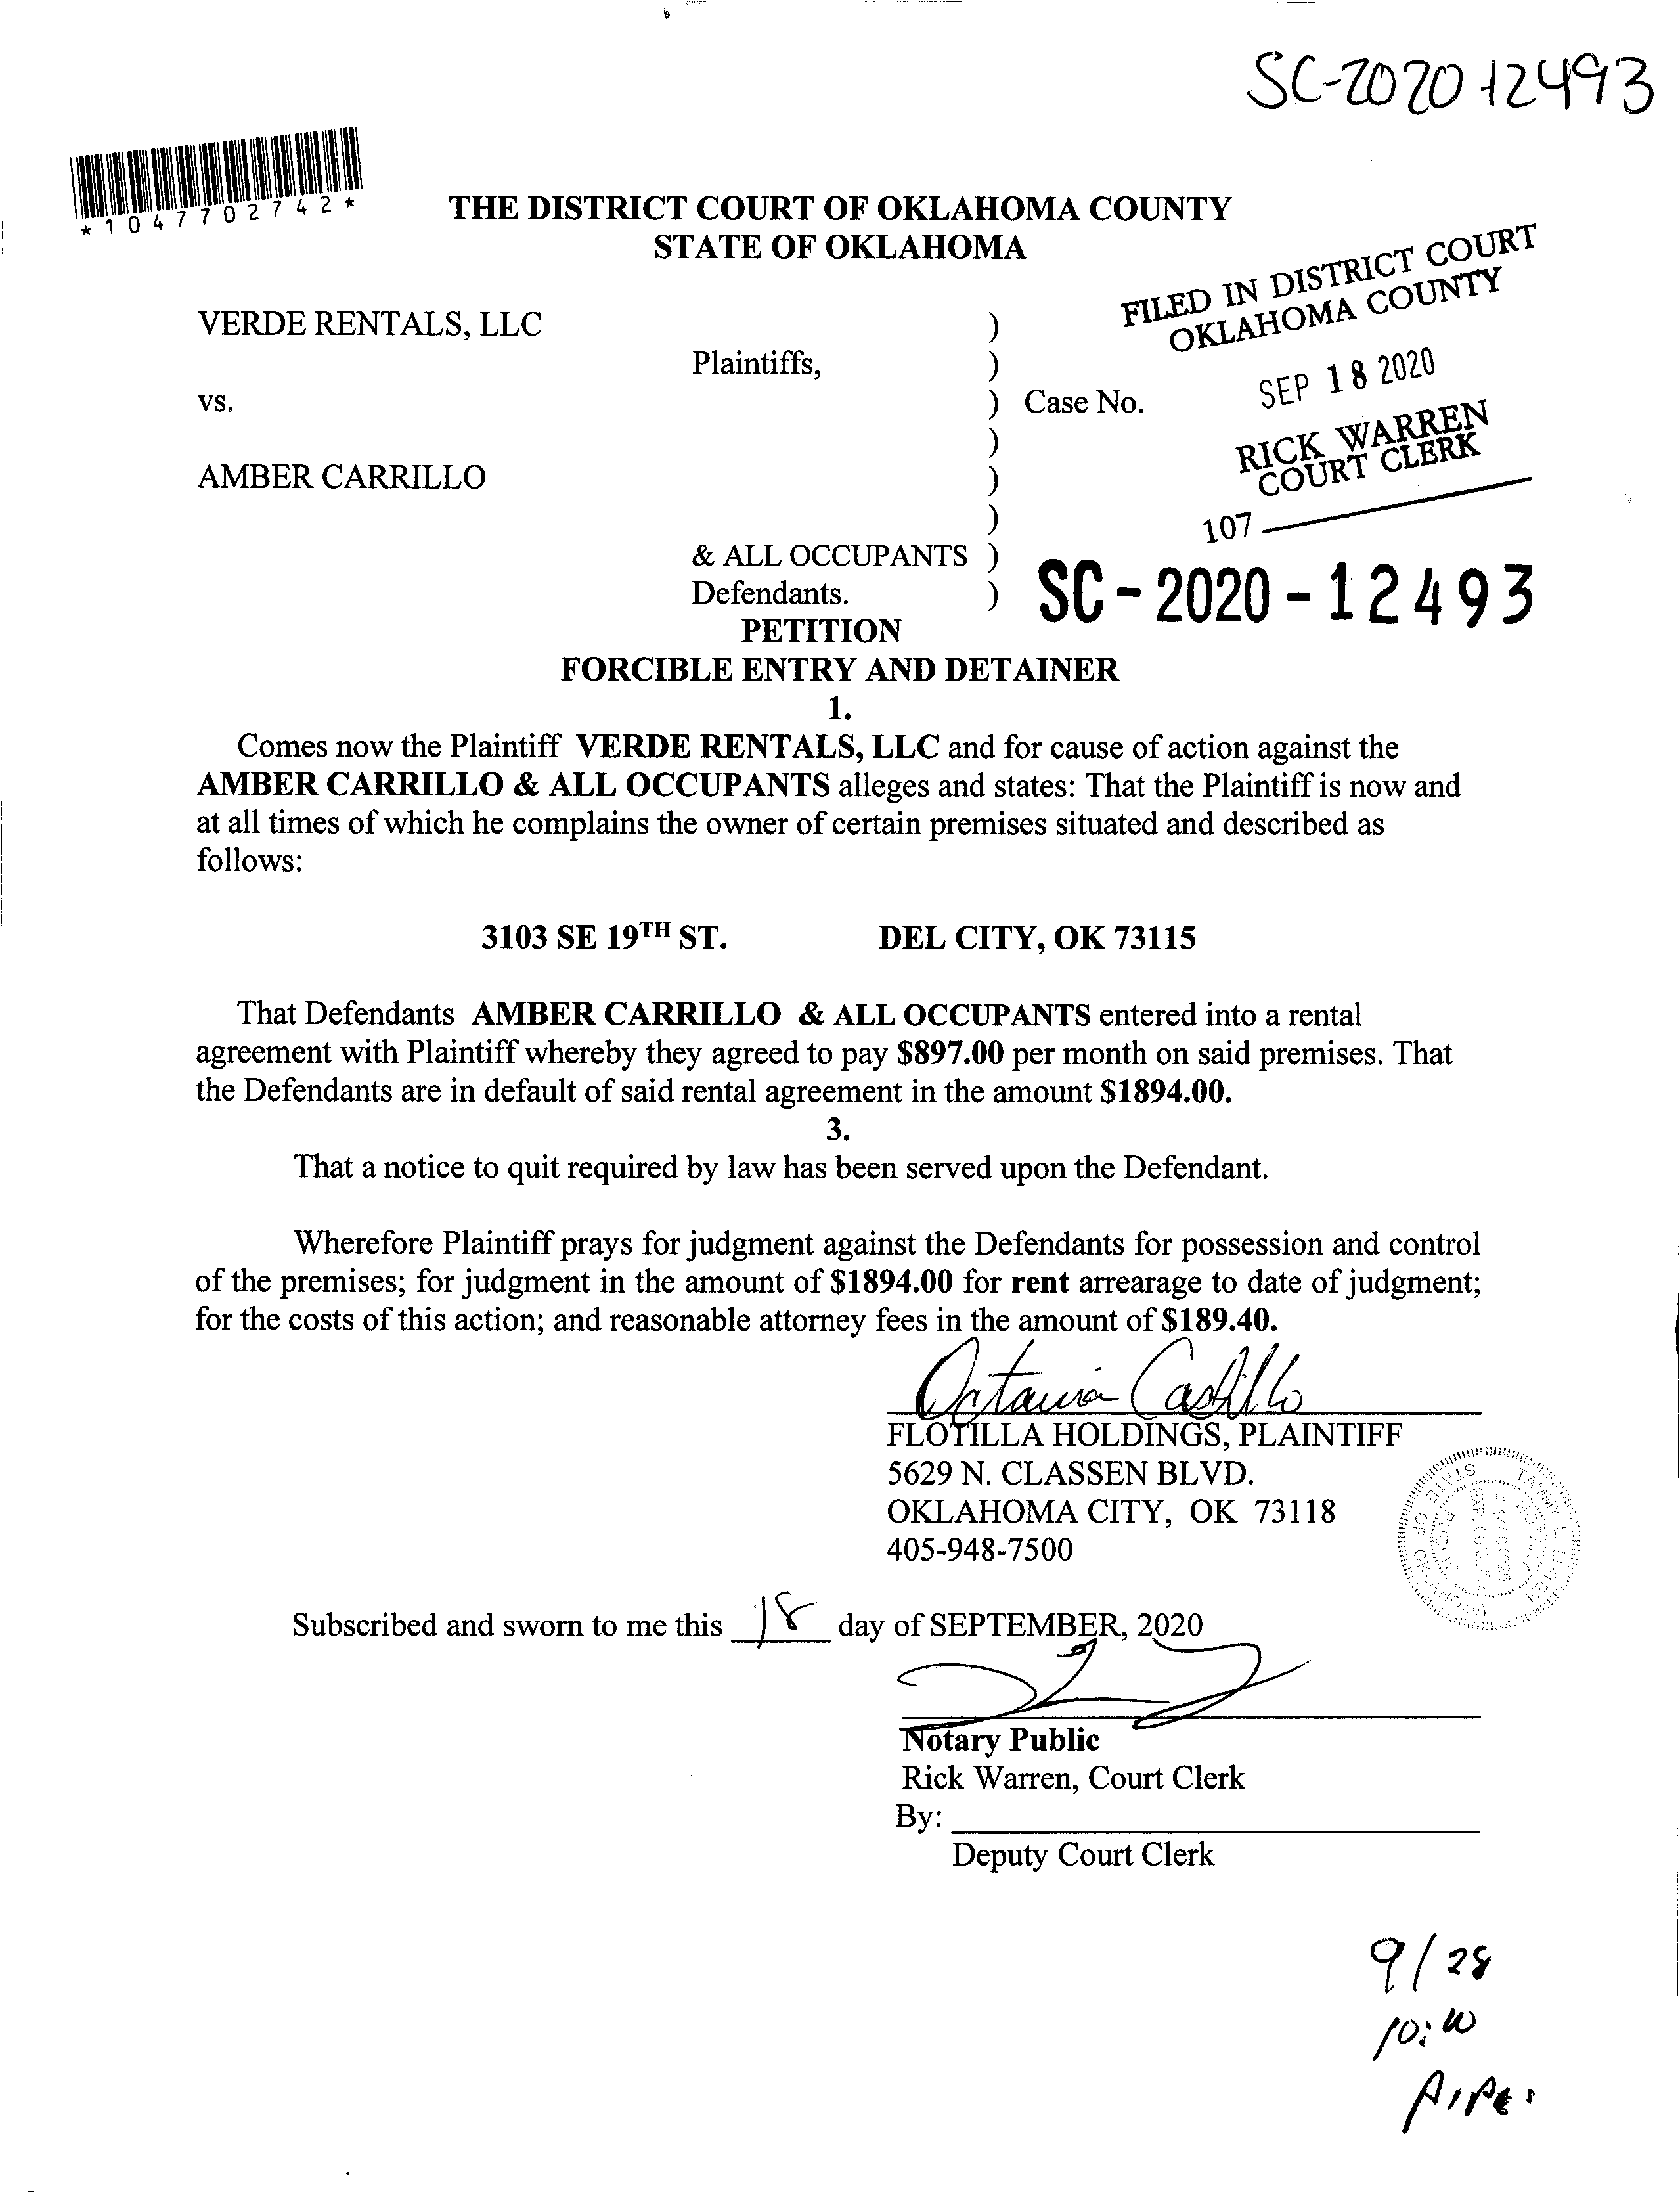 SC-2020 12493
*1047702742*
THE DISTRICT COURT OF OKLAHOMA COUNTY
STATE OF OKLAHOMA
FILED IN DISTRICT COURT
OKLAHOMA COUNTY
VERDE RENTALS, LLC )
Plaintiffs, )
SEP 18 2020
vs. ) Case No.
)
RICK WARREN
COURT CLERK
AMBER CARRILLO )
)
107
& ALL OCCUPANTS )
Defendants. ) SC-2020-12493
PETITION
FORCIBLE ENTRY AND DETAINER
1.
Comes now the Plaintiff VERDE RENTALS, LLC and for cause of action against the
AMBER CARRILLO & ALL OCCUPANTS alleges and states: That the Plaintiff is now and
at all times of which he complains the owner of certain premises situated and described as
follows:
3103 SE 19TH ST. DEL CITY, OK 73115
That Defendants AMBER CARRILLO & ALL OCCUPANTS entered into a rental
agreement with Plaintiff whereby they agreed to pay $897.00 per month on said premises. That
the Defendants are in default of said rental agreement in the amount $1894.00.
3.
That a notice to quit required by law has been served upon the Defendant.
Wherefore Plaintiff prays for judgment against the Defendants for possession and control
of the premises; for judgment in the amount of $1894.00 for rent arrearage to date of judgment;
for the costs of this action; and reasonable attorney fees in the amount of $189.40.
Castillo
FLOTILLA HOLDINGS, PLAINTIFF
5629 N. CLASSEN BLVD.
OKLAHOMA CITY, OK 73118
405-948-7500
TAMMY L.
NOTARY PUBLIC
STATE OF OKLAHOMA
Subscribed and sworn to me this 18 day of SEPTEMBER, 2020
Notary Public
Rick Warren, Court Clerk
By:
Deputy Court Clerk
9/28
10:00